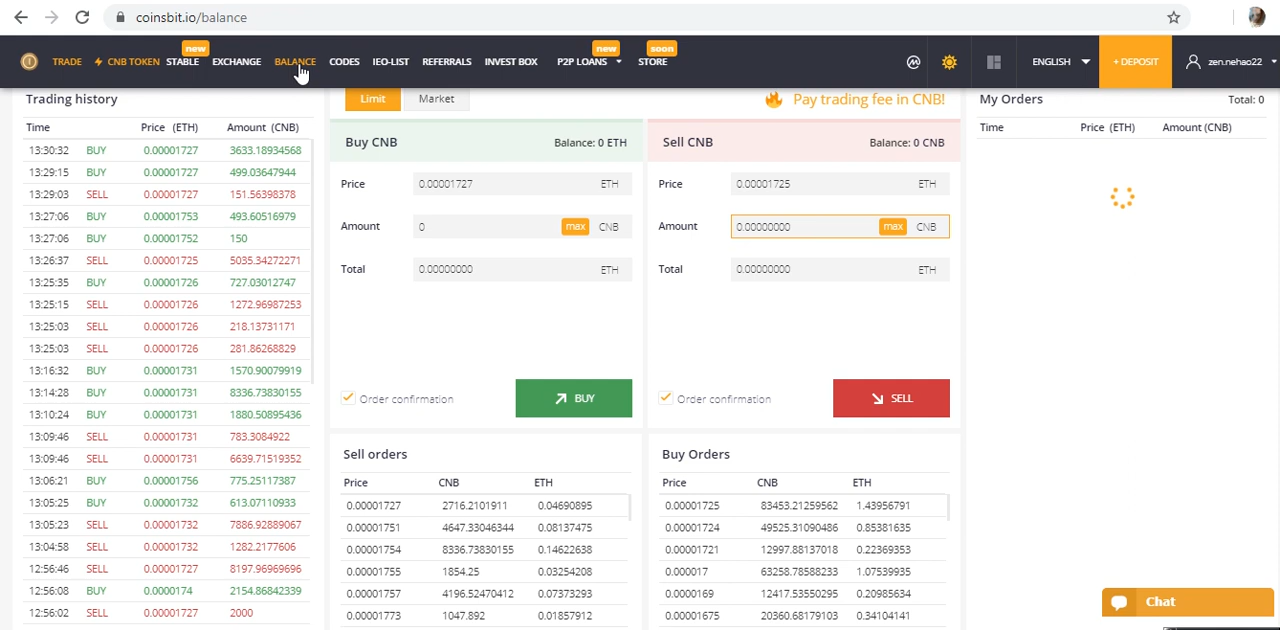 coinsbit.io/balance
TRADE CNB TOKEN new STABLE EXCHANGE BALANCE CODES IEO-LIST REFERRALS INVEST BOX new P2P LOANS soon STORE ENGLISH + DEPOSIT zen.nehao22
Trading history
Time Price (ETH) Amount (CNB)
13:30:32 BUY 0.00001727 3633.18934568
13:29:15 BUY 0.00001727 499.03647944
13:29:03 SELL 0.00001727 151.56398378
13:27:06 BUY 0.00001753 493.60516979
13:27:06 BUY 0.00001752 150
13:26:37 SELL 0.00001725 5035.34272271
13:25:35 BUY 0.00001726 727.03012747
13:25:15 SELL 0.00001726 1272.96987253
13:25:03 SELL 0.00001726 218.13731171
13:25:03 SELL 0.00001726 281.86268829
13:16:32 BUY 0.00001731 1570.90079919
13:14:28 BUY 0.00001731 8336.73830155
13:10:24 BUY 0.00001731 1880.50895436
13:09:46 SELL 0.00001731 783.3084922
13:09:46 SELL 0.00001731 6639.71519352
13:06:21 BUY 0.00001756 775.25117387
13:05:25 BUY 0.00001732 613.07110933
13:05:23 SELL 0.00001732 7886.92889067
13:04:58 SELL 0.00001732 1282.2177606
12:56:46 SELL 0.00001727 8197.96969696
12:56:08 BUY 0.0000174 2154.86842339
12:56:02 SELL 0.00001727 2000
Limit Market
Pay trading fee in CNB!
Buy CNB Balance: 0 ETH
Price 0.00001727 ETH
Amount 0 max CNB
Total 0.00000000 ETH
Order confirmation BUY
Sell CNB Balance: 0 CNB
Price 0.00001725 ETH
Amount 0.00000000 max CNB
Total 0.00000000 ETH
Order confirmation SELL
Sell orders
Price CNB ETH
0.00001727 2716.2101911 0.04690895
0.00001751 4647.33046344 0.08137475
0.00001754 8336.73830155 0.14622638
0.00001755 1854.25 0.03254208
0.00001757 4196.52470412 0.07373293
0.00001773 1047.892 0.01857912
Buy Orders
Price CNB ETH
0.00001725 83453.21259562 1.43956791
0.00001724 49525.31090486 0.85381635
0.00001721 12997.88137018 0.22369353
0.000017 63258.78588233 1.07539935
0.0000169 12417.53550295 0.20985634
0.00001675 20360.68179103 0.34104141
My Orders Total: 0
Time Price (ETH) Amount (CNB)
Chat